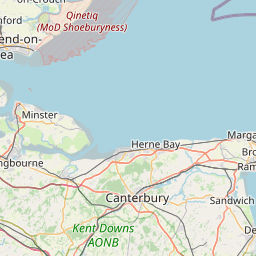 n-Crouch
nford
Qinetiq
(MoD Shoeburyness)
end-on-
ea
Minster
Herne Bay
Marga
ngbourne
Bro
Ram
Canterbury
Sandwich
Kent Downs
AONB
De